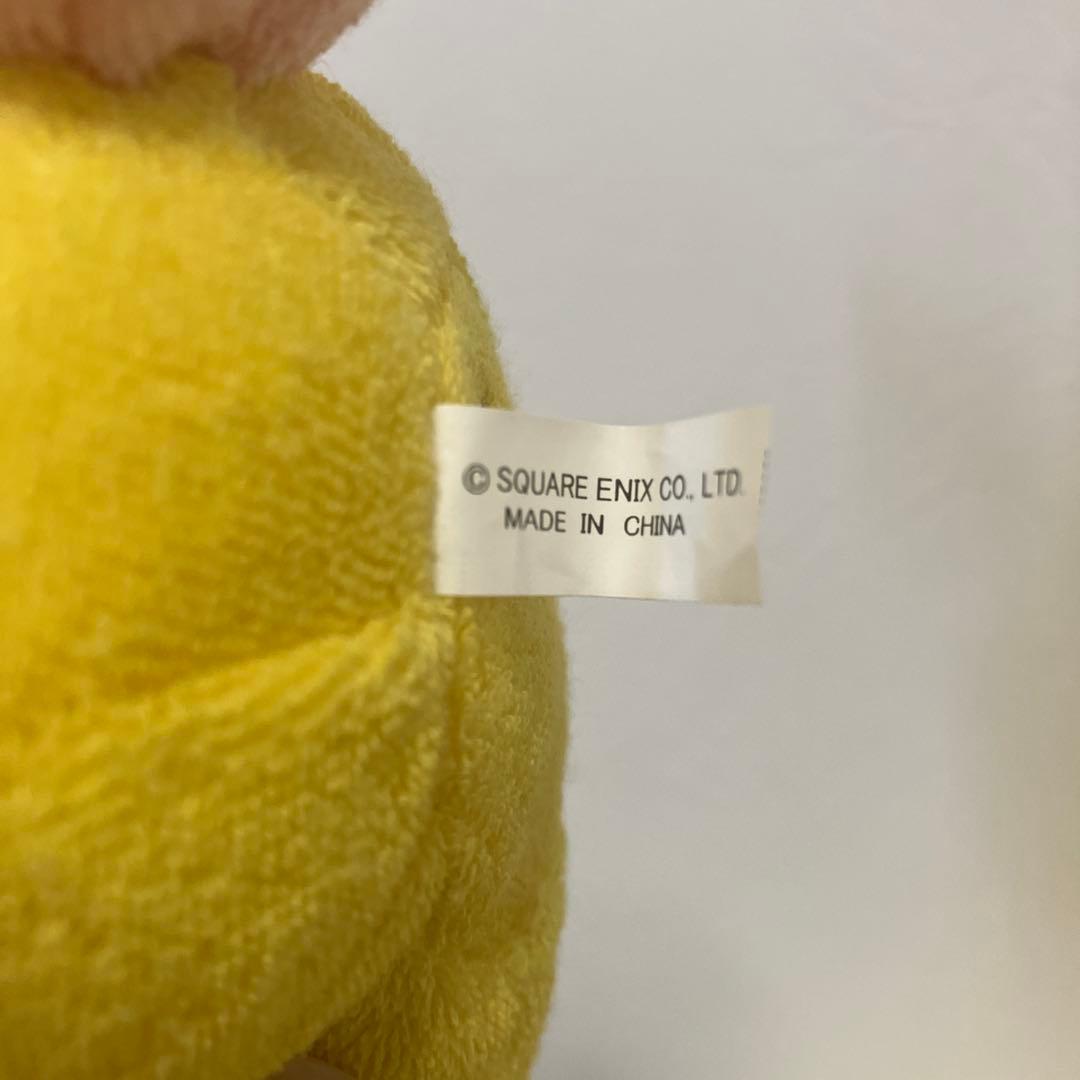 © SQUARE ENIX CO., LTD.
MADE IN CHINA